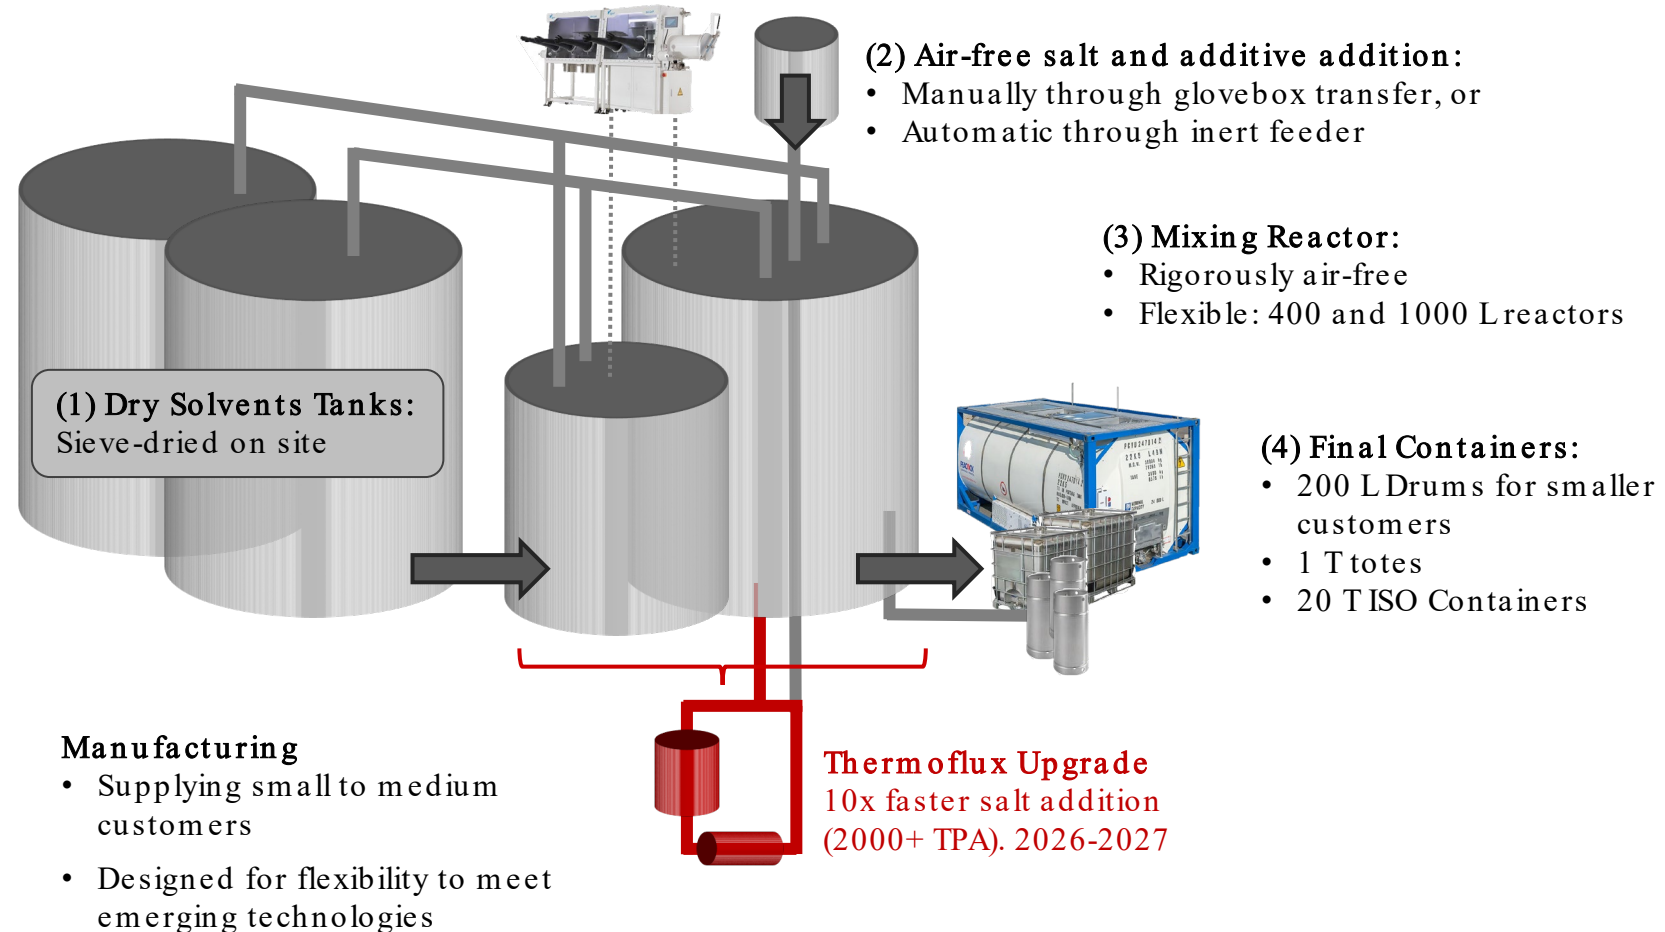 (2) Air-free salt and additive addition:
• Manually through glovebox transfer, or
• Automatic through inert feeder
(3) Mixing Reactor:
• Rigorously air-free
• Flexible: 400 and 1000 L reactors
(1) Dry Solvents Tanks:
Sieve-dried on site
(4) Final Containers:
• 200 L Drums for smaller
customers
• 1 T totes
• 20 T ISO Containers
Manufacturing
• Supplying small to medium
customers
• Designed for flexibility to meet
emerging technologies
Thermoflux Upgrade
10x faster salt addition
(2000+ TPA). 2026-2027